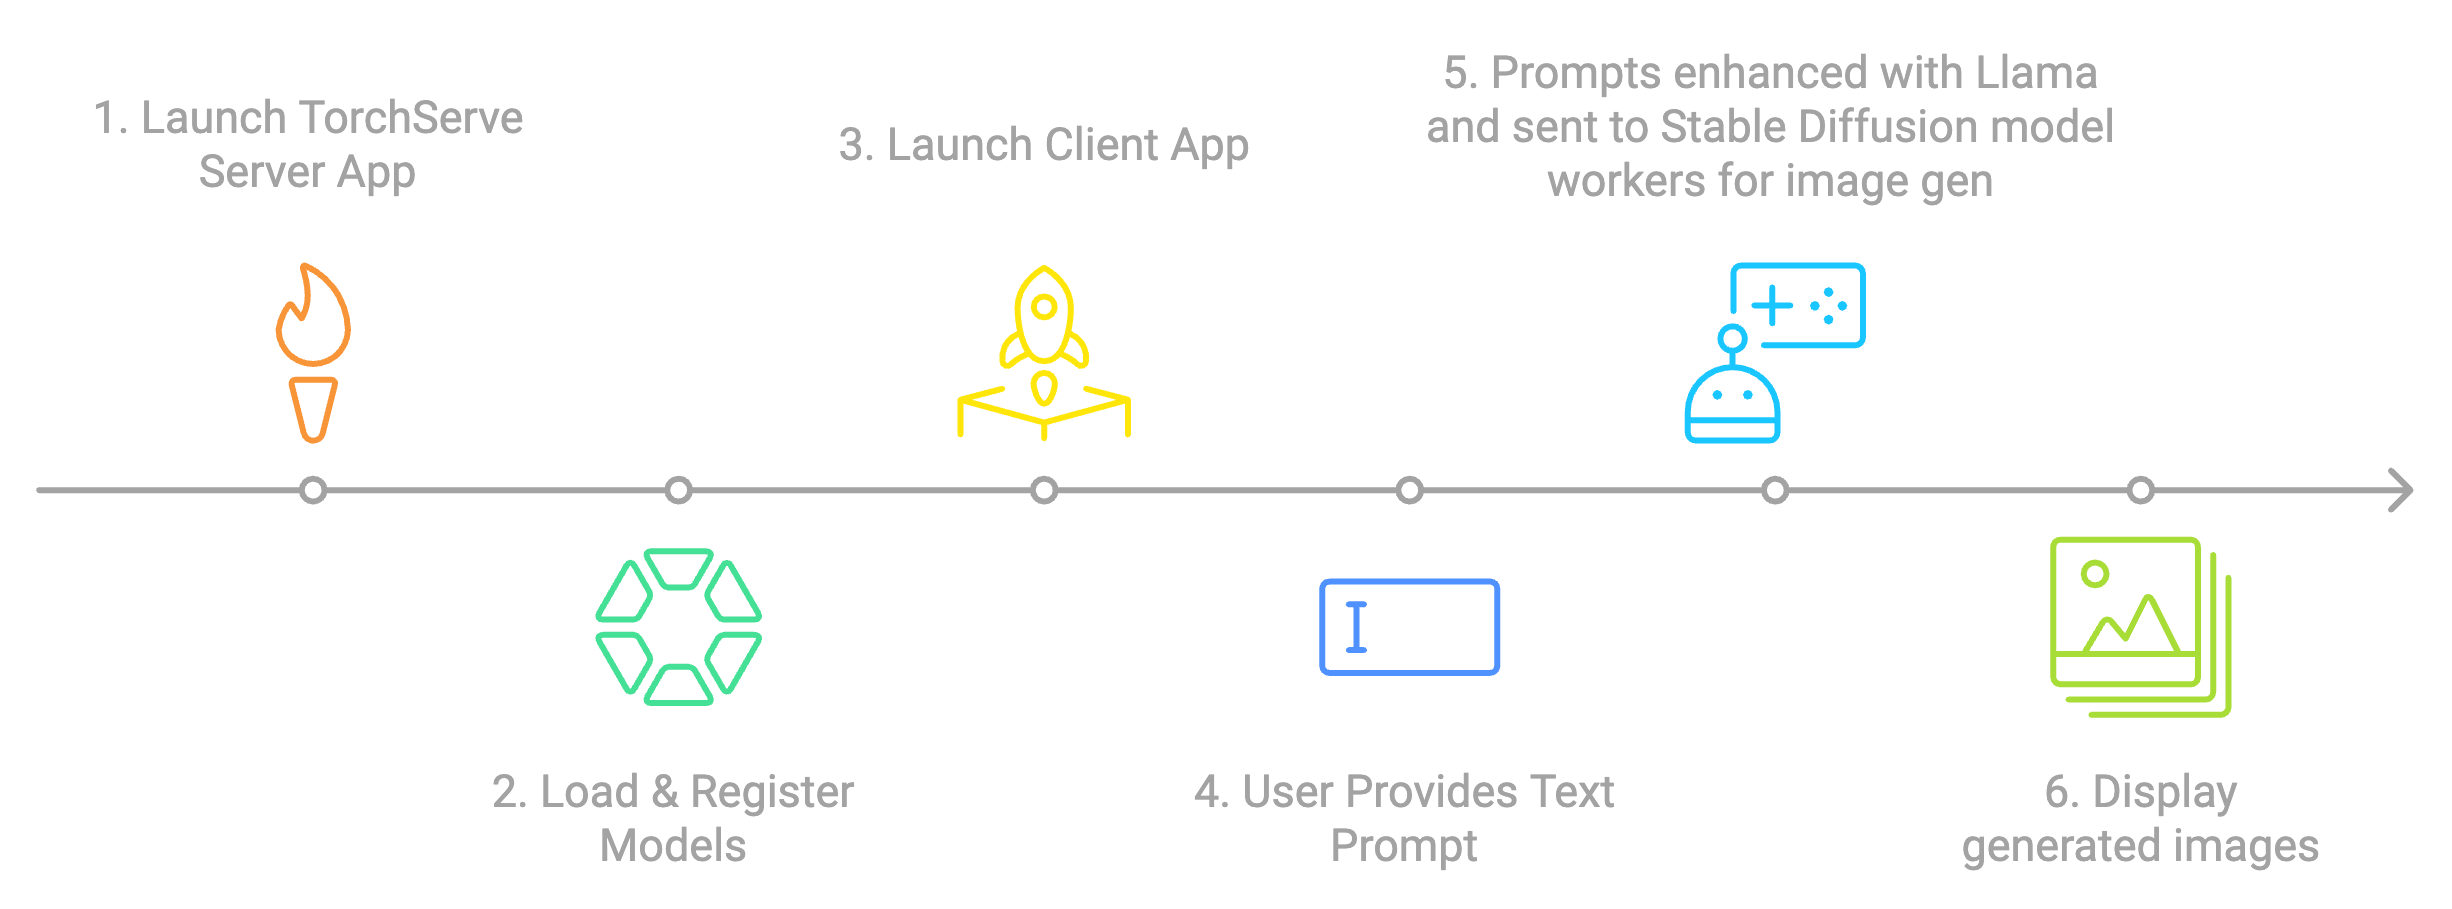 1. Launch TorchServe
Server App
2. Load & Register
Models
3. Launch Client App
4. User Provides Text
Prompt
5. Prompts enhanced with Llama
and sent to Stable Diffusion model
workers for image gen
6. Display
generated images